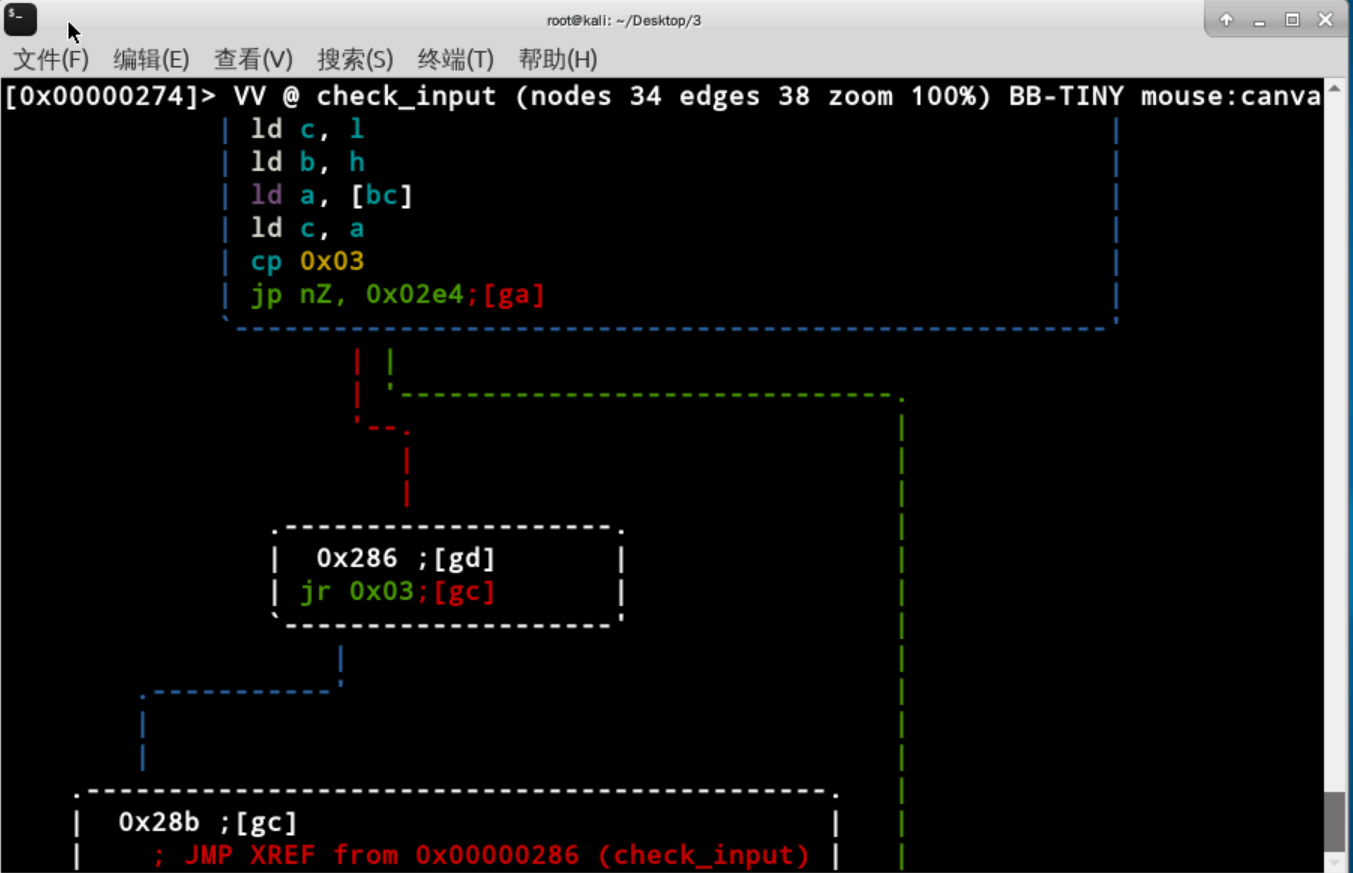 root@kali: ~/Desktop/3
文件(F) 编辑(E) 查看(V) 搜索(S) 终端(T) 帮助(H)
[0x00000274]> VV @ check_input (nodes 34 edges 38 zoom 100%) BB-TINY mouse:canva
ld c, l
ld b, h
ld a, [bc]
ld c, a
cp 0x03
jp nZ, 0x02e4;[ga]
0x286 ;[gd]
jr 0x03;[gc]
0x28b ;[gc]
; JMP XREF from 0x00000286 (check_input)